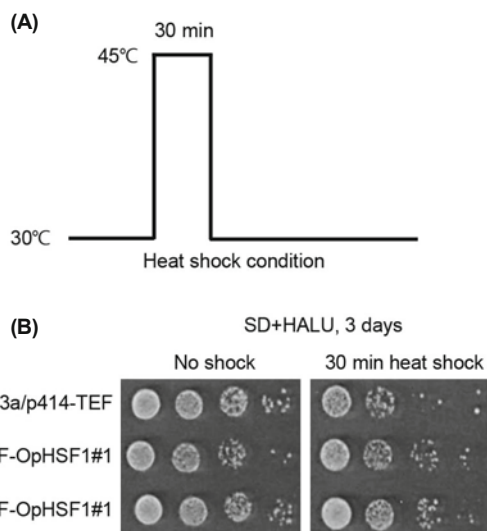 (A)
30 min
45℃
30℃
Heat shock condition
(B)
SD+HALU, 3 days
No shock
30 min heat shock
3a/p414-TEF
F-OpHSF1#1
F-OpHSF1#1